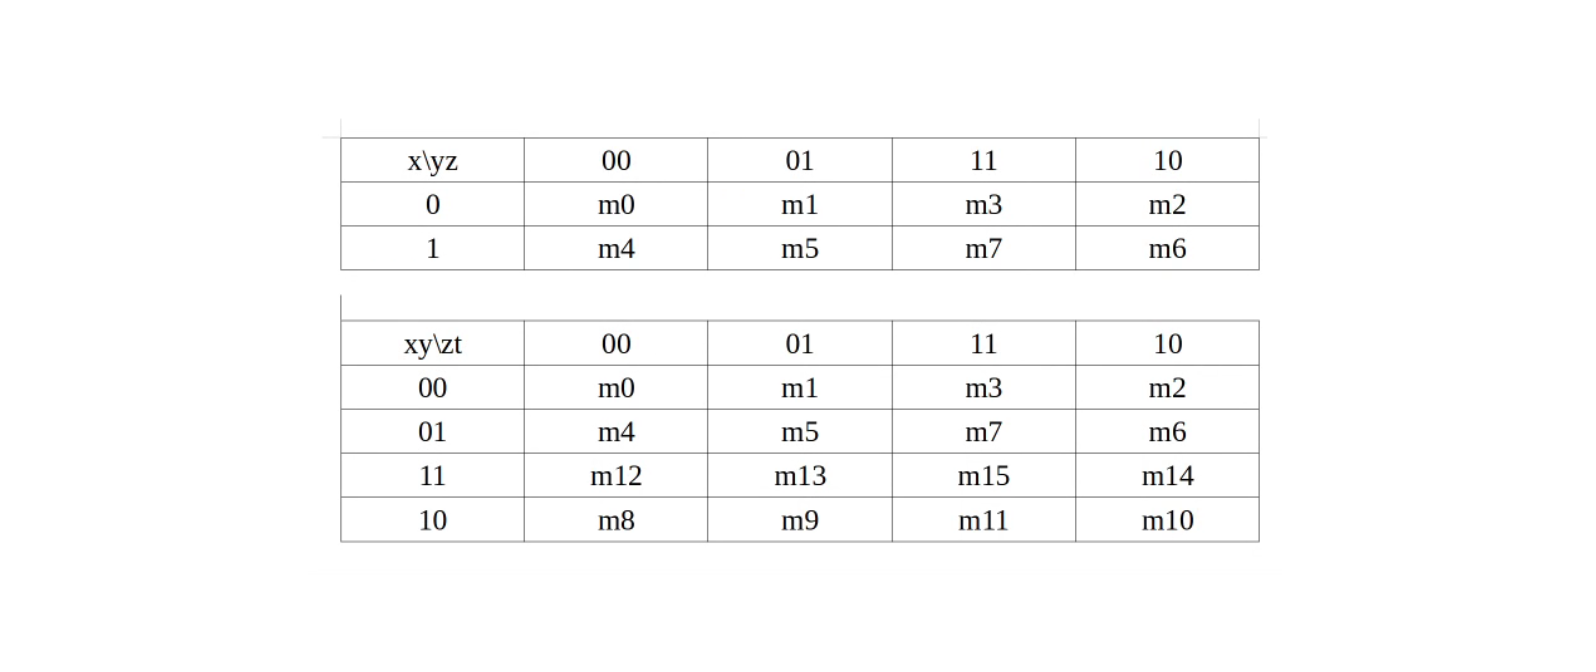 x\yz 00 01 11 10
0 m0 m1 m3 m2
1 m4 m5 m7 m6
xy\zt 00 01 11 10
00 m0 m1 m3 m2
01 m4 m5 m7 m6
11 m12 m13 m15 m14
10 m8 m9 m11 m10